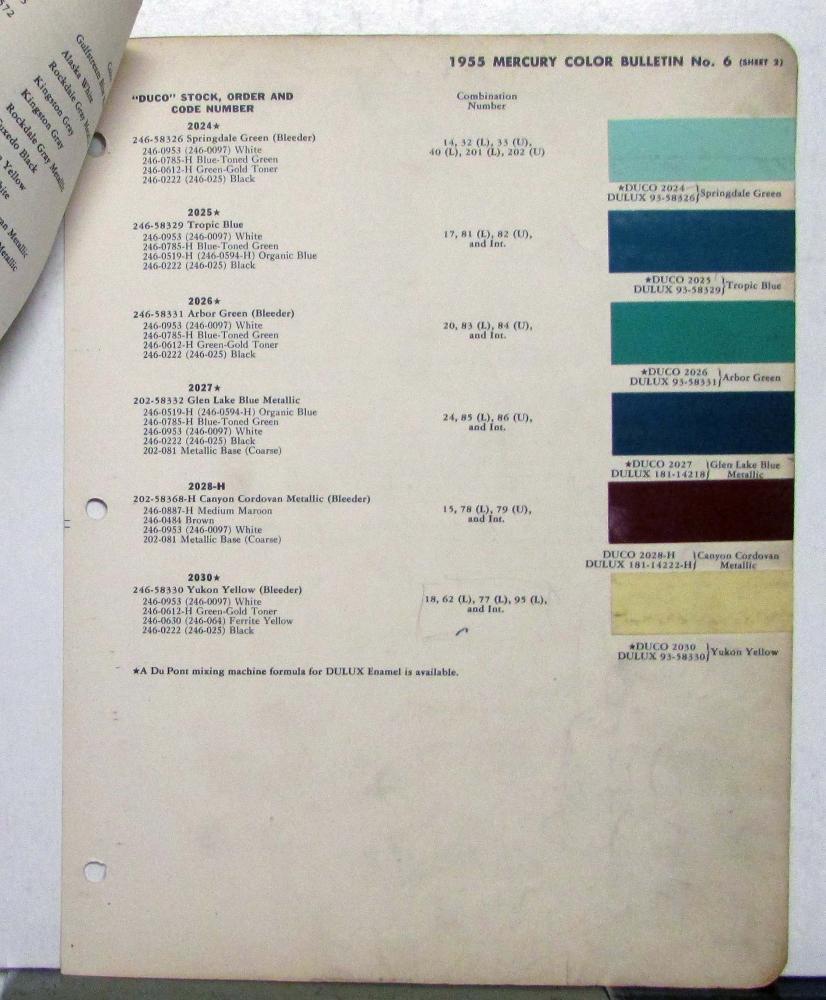 572
Gulfstream
Alaska White
Rockdale Gray
Kingston Gray
Kingston Gray
Rockdale Gray Metallic
Tuxedo Black
Yellow
Metallic
Metallic
1955 MERCURY COLOR BULLETIN No. 6 (SHEET 2)
"DUCO" STOCK, ORDER AND
CODE NUMBER
Combination
Number
2024★
246-58326 Springdale Green (Bleeder)
246-0953 (246-0097) White
246-0785-H Blue-Toned Green
246-0612-H Green-Gold Toner
246-0222 (246-025) Black
14, 32 (L), 33 (U),
40 (L), 201 (L), 202 (U)
★DUCO 2024
DULUX 93-58326} Springdale Green
2025★
246-58329 Tropic Blue
246-0953 (246-0097) White
246-0785-H Blue-Toned Green
246-0519-H (246-0594-H) Organic Blue
246-0222 (246-025) Black
17, 81 (L), 82 (U),
and Int.
★DUCO 2025
DULUX 93-58329} Tropic Blue
2026★
246-58331 Arbor Green (Bleeder)
246-0953 (246-0097) White
246-0785-H Blue-Toned Green
246-0612-H Green-Gold Toner
246-0222 (246-025) Black
20, 83 (L), 84 (U),
and Int.
★DUCO 2026
DULUX 93-58331} Arbor Green
2027★
202-58332 Glen Lake Blue Metallic
246-0519-H (246-0594-H) Organic Blue
246-0785-H Blue-Toned Green
246-0953 (246-0097) White
246-0222 (246-025) Black
202-081 Metallic Base (Coarse)
24, 85 (L), 86 (U),
and Int.
★DUCO 2027 } Glen Lake Blue
DULUX 181-14218 Metallic
2028-H
202-58368-H Canyon Cordovan Metallic (Bleeder)
246-0887-H Medium Maroon
246-0484 Brown
246-0953 (246-0097) White
202-081 Metallic Base (Coarse)
15, 78 (L), 79 (U),
and Int.
DUCO 2028-H } Canyon Cordovan
DULUX 181-14222-H Metallic
2030★
246-58330 Yukon Yellow (Bleeder)
246-0953 (246-0097) White
246-0612-H Green-Gold Toner
246-0630 (246-064) Ferrite Yellow
246-0222 (246-025) Black
18, 62 (L), 77 (L), 95 (L),
and Int.
★DUCO 2030
DULUX 93-58330} Yukon Yellow
★A Du Pont mixing machine formula for DULUX Enamel is available.